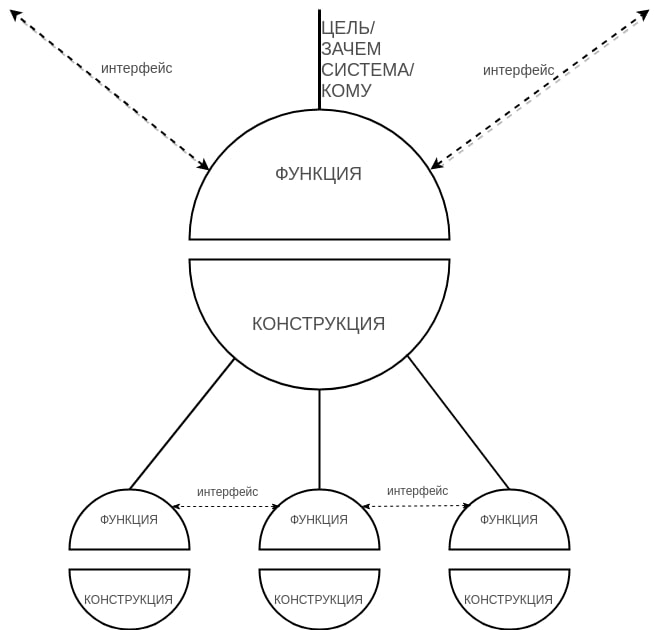 ЦЕЛЬ/
ЗАЧЕМ
СИСТЕМА/
КОМУ
интерфейс
интерфейс
ФУНКЦИЯ
КОНСТРУКЦИЯ
интерфейс
интерфейс
ФУНКЦИЯ
ФУНКЦИЯ
ФУНКЦИЯ
КОНСТРУКЦИЯ
КОНСТРУКЦИЯ
КОНСТРУКЦИЯ